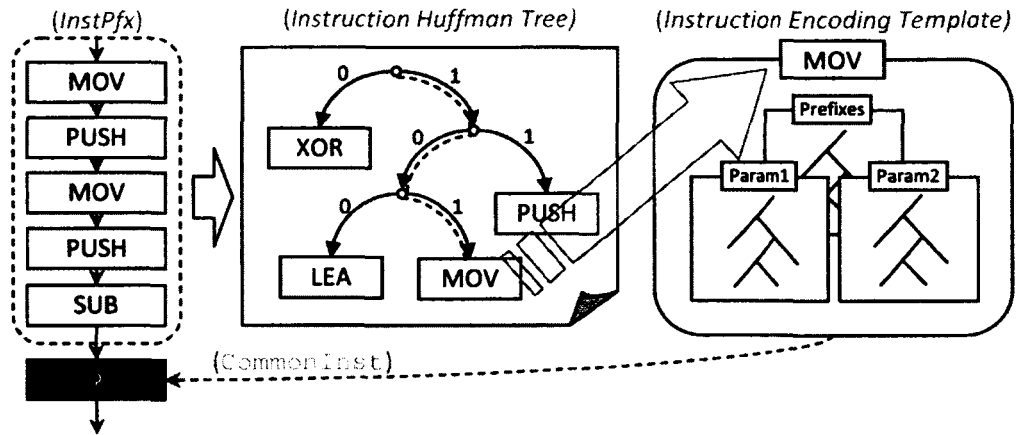 (InstPfx)
(Instruction Huffman Tree)
(Instruction Encoding Template)
MOV
PUSH
MOV
PUSH
SUB
?
0
1
XOR
0
1
PUSH
0
1
LEA
MOV
MOV
Prefixes
Param1
Param2
(CommonInst)